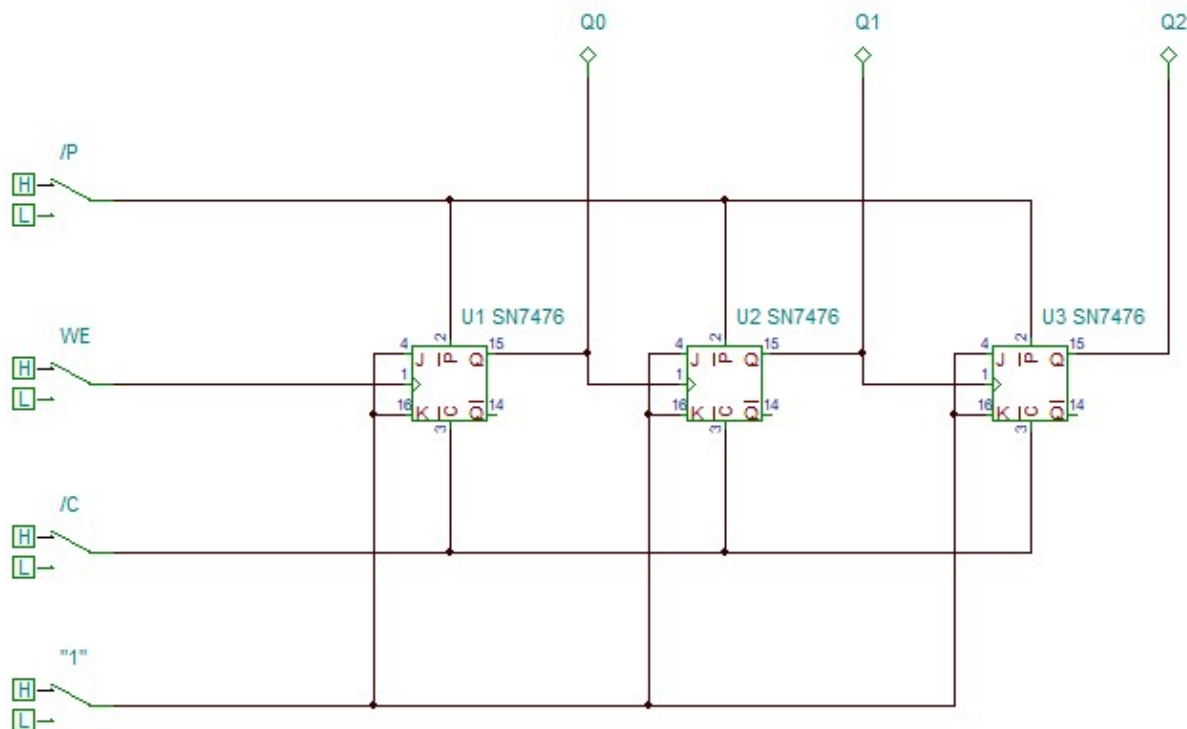 Q0 Q1 Q2
/P
H
L
U1 SN7476 U2 SN7476 U3 SN7476
WE
H
L
4 J P 2 Q 15
1
16 K C 3 Q 14
4 J P 2 Q 15
1
16 K C 3 Q 14
4 J P 2 Q 15
1
16 K C 3 Q 14
/C
H
L
"1"
H
L